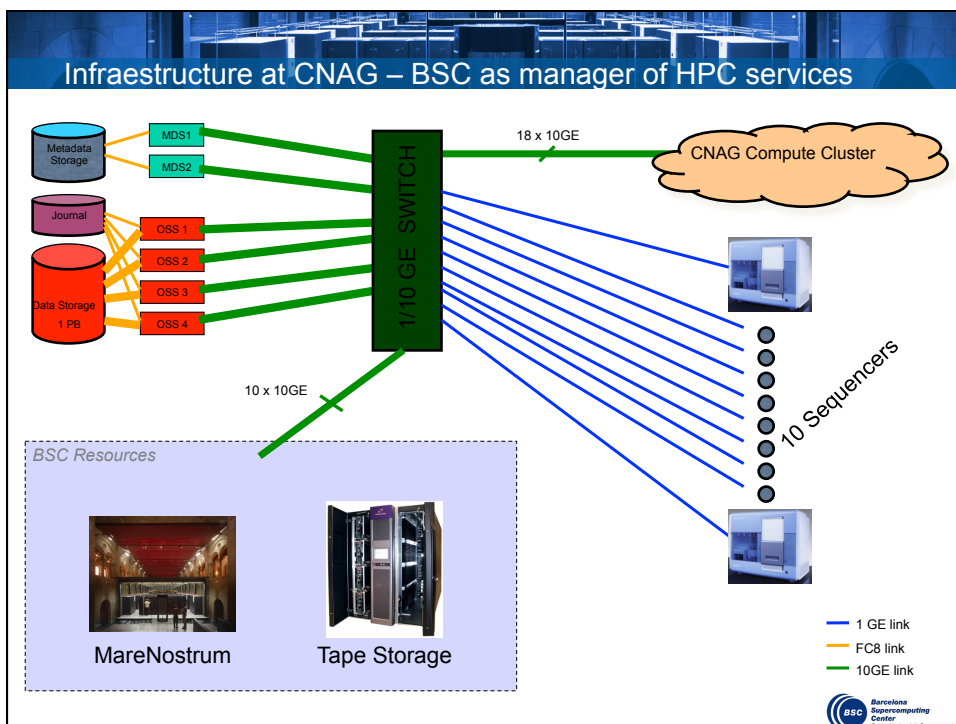 Infraestructure at CNAG – BSC as manager of HPC services
Metadata
Storage
MDS1
MDS2
18 x 10GE
CNAG Compute Cluster
Journal
OSS 1
OSS 2
OSS 3
OSS 4
Data Storage
1 PB
1/10 GE SWITCH
10 Sequencers
10 x 10GE
BSC Resources
MareNostrum
Tape Storage
1 GE link
FC8 link
10GE link
BSC
Barcelona
Supercomputing
Center